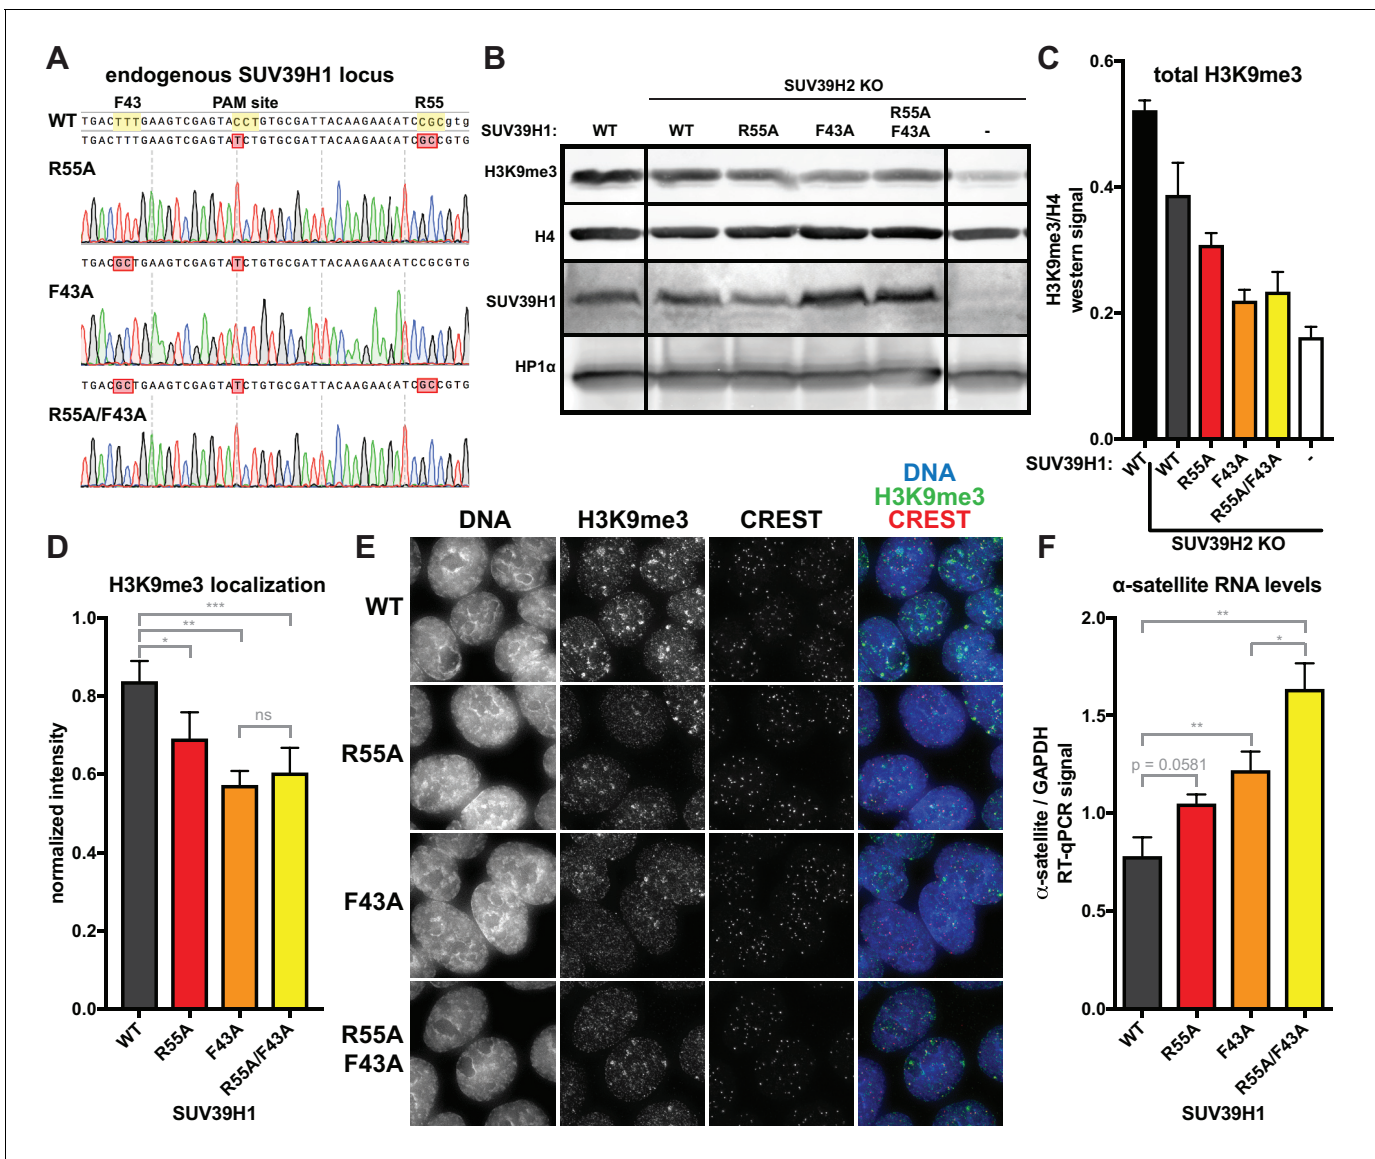 A
endogenous SUV39H1 locus
F43 PAM site R55
WT TGACTTTGAAGTCGAGTACCTGTGCGATTACAAGAAGATCCGCgtg
TGACTTTGAAGTCGAGTATCTGTGCGATTACAAGAAGATCGCCGTG
R55A
TGACGCTGAAGTCGAGTATCTGTGCGATTACAAGAAGATCCGCGTG
F43A
TGACGCTGAAGTCGAGTATCTGTGCGATTACAAGAAGATCGCCGTG
R55A/F43A
B
SUV39H2 KO
SUV39H1: WT WT R55A F43A R55A F43A -
H3K9me3
H4
SUV39H1
HP1α
C
total H3K9me3
H3K9me3/H4
western signal
0.6
0.4
0.2
0.0
SUV39H1: WT WT R55A F43A R55A/F43A -
SUV39H2 KO
D
H3K9me3 localization
normalized intensity
1.0
0.8
0.6
0.4
0.2
0.0
***
**
*
ns
WT R55A F43A R55A/F43A
SUV39H1
E
DNA H3K9me3 CREST
DNA
H3K9me3
CREST
WT
R55A
F43A
R55A
F43A
F
α-satellite RNA levels
α-satellite / GAPDH
RT-qPCR signal
2.0
1.5
1.0
0.5
0.0
**
*
**
p = 0.0581
WT R55A F43A R55A/F43A
SUV39H1